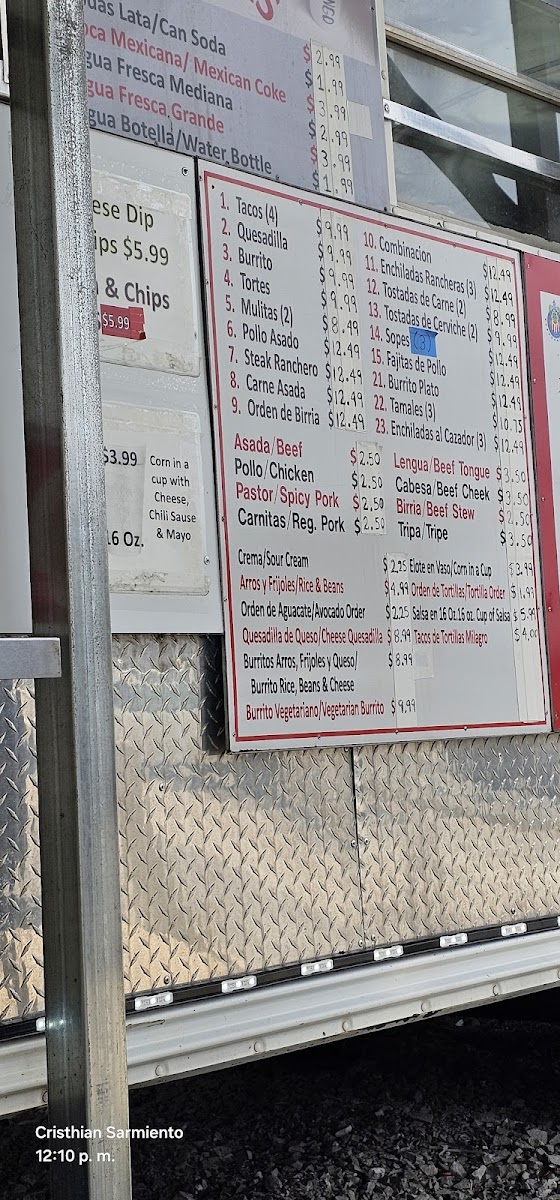 das Lata/Can Soda $ 2.99
oca Mexicana/ Mexican Coke $ 1.99
gua Fresca Mediana $ 3.99
gua Fresca,Grande $ 2.99
gua Botella/Water Bottle $ 3.99
$ 1.99
ese Dip
ips $5.99
& Chips
$5.99
$3.99
16 Oz.
Corn in a
cup with
Cheese,
Chili Sause
& Mayo
1. Tacos (4) $9.99
2. Quesadilla $9.99
3. Burrito $9.99
4. Tortes $9.99
5. Mulitas (2) $8.49
6. Pollo Asado $12.49
7. Steak Ranchero $12.49
8. Carne Asada $12.49
9. Orden de Birria $12.49
10. Combinacion $12.49
11. Enchiladas Rancheras (3) $12.49
12. Tostadas de Carne (2) $8.99
13. Tostadas de Cerviche (2) $9.99
14. Sopes (3) $12.49
15. Fajitas de Pollo $12.49
21. Burrito Plato $12.49
22. Tamales (3) $10.75
23. Enchiladas al Cazador (3) $12.49
Asada/Beef $2.50
Pollo/Chicken $2.50
Pastor/Spicy Pork $2.50
Carnitas/Reg. Pork $2.50
Lengua/Beef Tongue $3.50
Cabesa/Beef Cheek $3.50
Birria/Beef Stew $2.50
Tripa/Tripe $3.50
Crema/Sour Cream $2.25
Arros y Frijoles/Rice & Beans $4.99
Orden de Aguacate/Avocado Order $2.25
Quesadilla de Queso/Cheese Quesadilla $8.99
Burritos Arros, Frijoles y Queso/ $8.99
Burrito Rice, Beans & Cheese
Burrito Vegetariano/Vegetarian Burrito $9.99
Elote en Vaso/Corn in a Cup $3.99
Orden de Tortillas/Tortilla Order $1.99
Salsa en 16 Oz.16 oz. Cup of Salsa $5.99
Tacos de Tortillas Milagro $4.00
Cristhian Sarmiento
12:10 p. m.